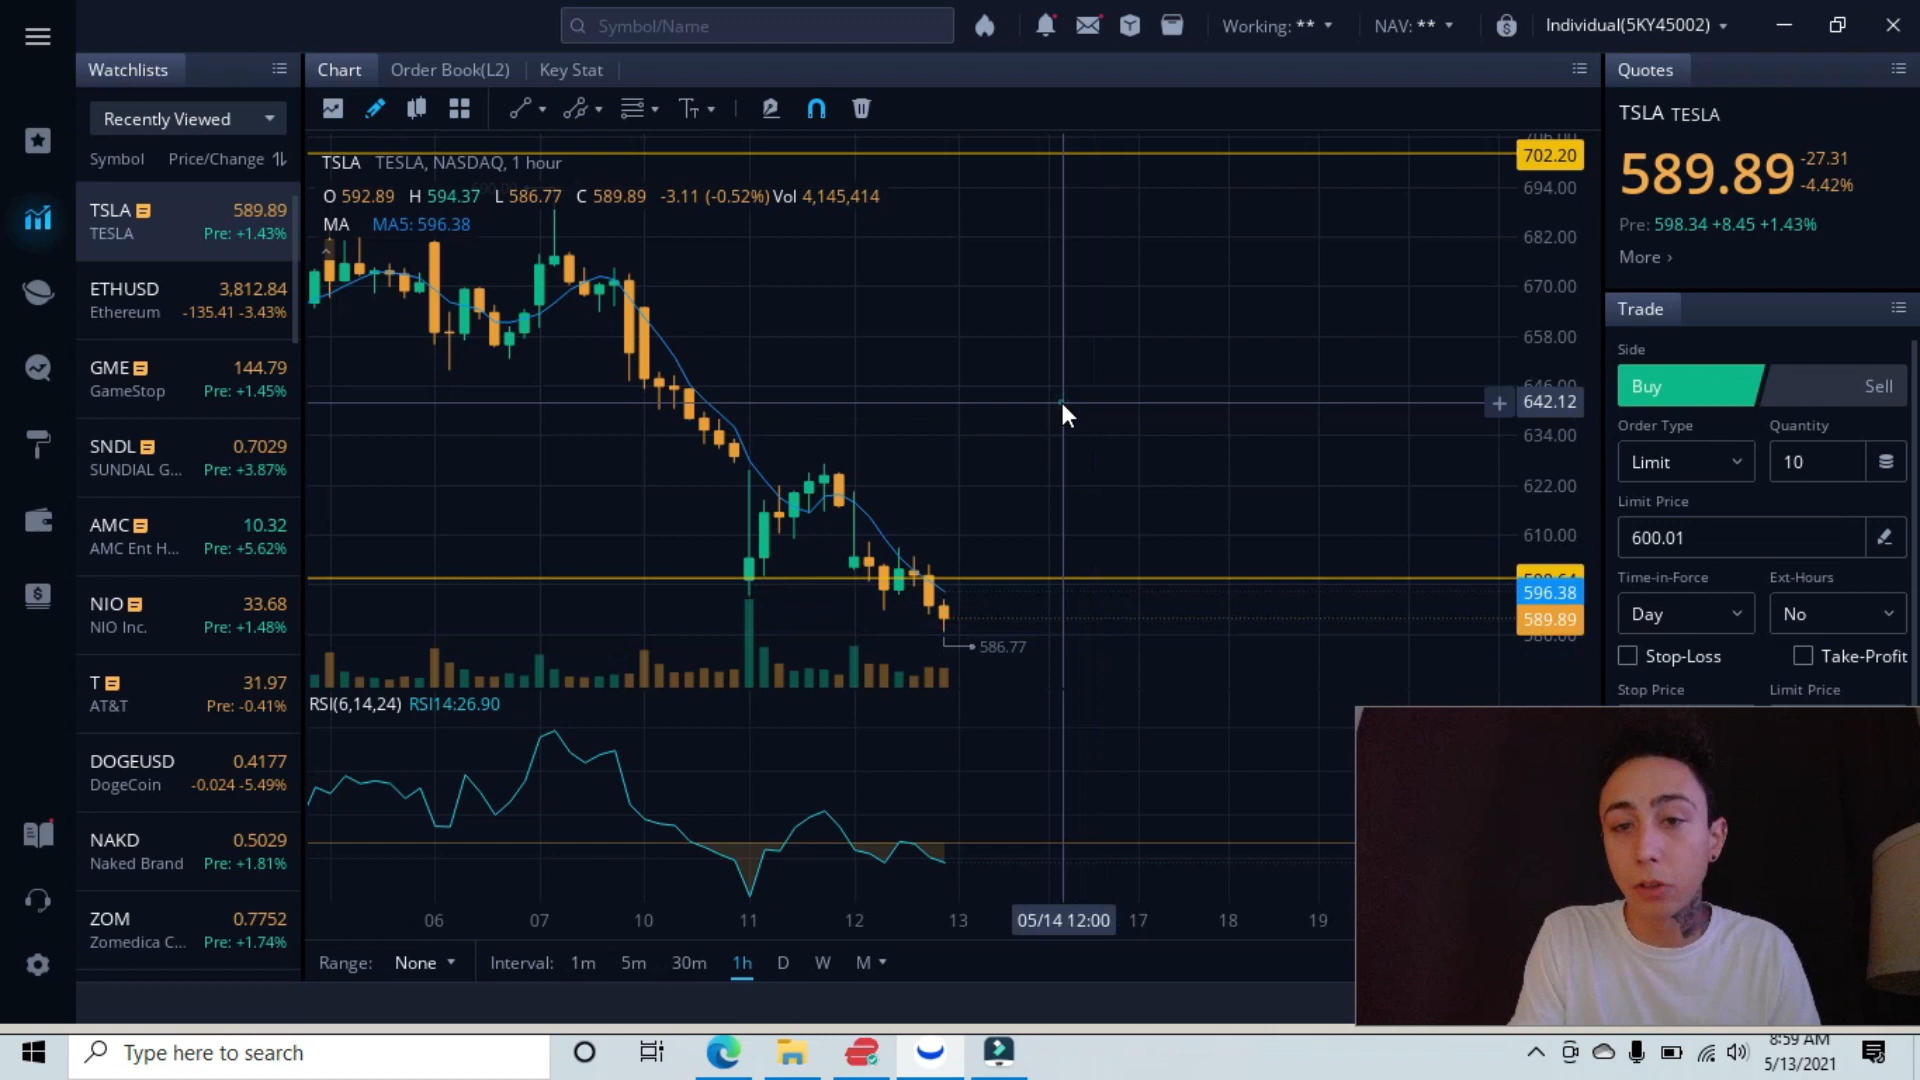 Symbol/Name
Working: **
NAV: **
Individual(5KY45002)
Watchlists
Recently Viewed
Symbol Price/Change
TSLA 589.89
TESLA Pre: +1.43%
ETHUSD 3,812.84
Ethereum -135.41 -3.43%
GME 144.79
GameStop Pre: +1.45%
SNDL 0.7029
SUNDIAL G... Pre: +3.87%
AMC 10.32
AMC Ent H... Pre: +5.62%
NIO 33.68
NIO Inc. Pre: +1.48%
T 31.97
AT&T Pre: -0.41%
DOGEUSD 0.4177
DogeCoin -0.024 -5.49%
NAKD 0.5029
Naked Brand Pre: +1.81%
ZOM 0.7752
Zomedica C... Pre: +1.74%
Chart Order Book(L2) Key Stat
TSLA TESLA, NASDAQ, 1 hour
O 592.89 H 594.37 L 586.77 C 589.89 -3.11 (-0.52%) Vol 4,145,414
MA MA5: 596.38
702.20
694.00
682.00
670.00
658.00
646.00
642.12
634.00
622.00
610.00
596.38
589.89
586.77
RSI(6,14,24) RSI14:26.90
06 07 10 11 12 13 05/14 12:00 17 18 19
Range: None Interval: 1m 5m 30m 1h D W M
Quotes
TSLA TESLA
589.89 -27.31
-4.42%
Pre: 598.34 +8.45 +1.43%
More ›
Trade
Side
Buy Sell
Order Type Quantity
Limit 10
Limit Price
600.01
Time-in-Force Ext-Hours
Day No
Stop-Loss Take-Profit
Stop Price Limit Price
Type here to search
8:59 AM
5/13/2021